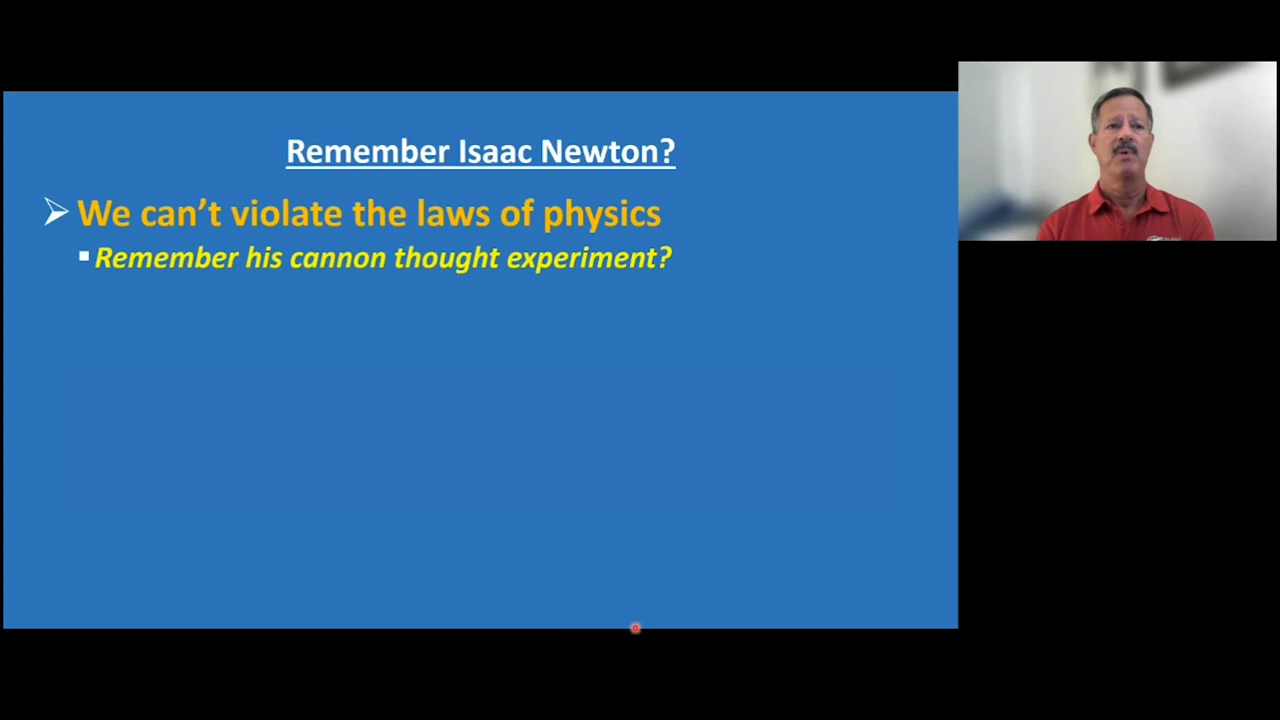 Remember Isaac Newton?
We can't violate the laws of physics
Remember his cannon thought experiment?